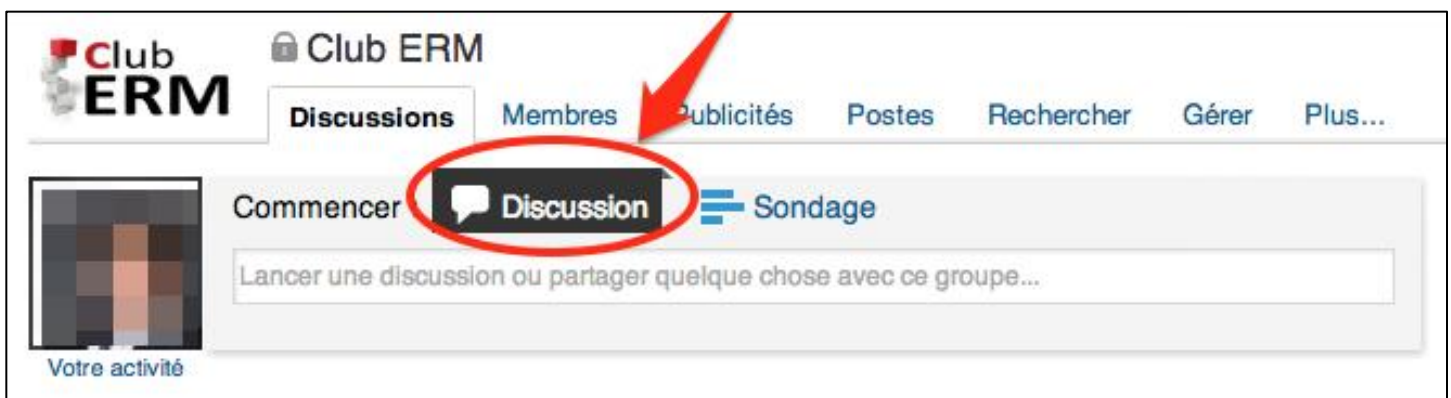 Club
ERM
Club ERM
Discussions Membres Publicités Postes Rechercher Gérer Plus...
Commencer Discussion Sondage
Lancer une discussion ou partager quelque chose avec ce groupe...
Votre activité